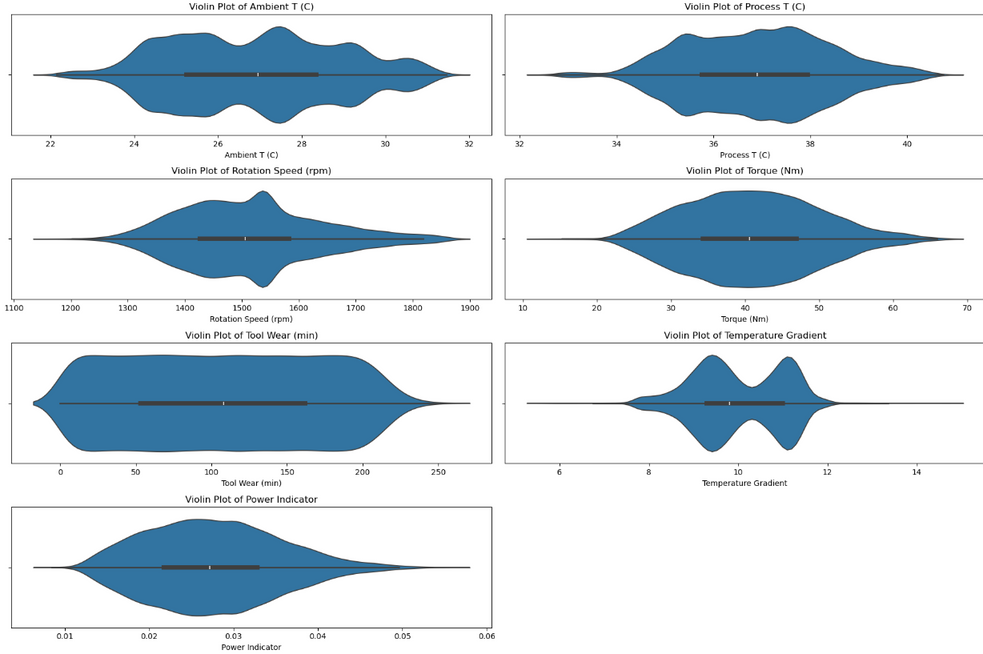 Violin Plot of Ambient T (C)
22 24 26 28 30 32
Ambient T (C)
Violin Plot of Process T (C)
32 34 36 38 40
Process T (C)
Violin Plot of Rotation Speed (rpm)
1100 1200 1300 1400 1500 1600 1700 1800 1900
Rotation Speed (rpm)
Violin Plot of Torque (Nm)
10 20 30 40 50 60 70
Torque (Nm)
Violin Plot of Tool Wear (min)
0 50 100 150 200 250
Tool Wear (min)
Violin Plot of Temperature Gradient
6 8 10 12 14
Temperature Gradient
Violin Plot of Power Indicator
0.01 0.02 0.03 0.04 0.05 0.06
Power Indicator